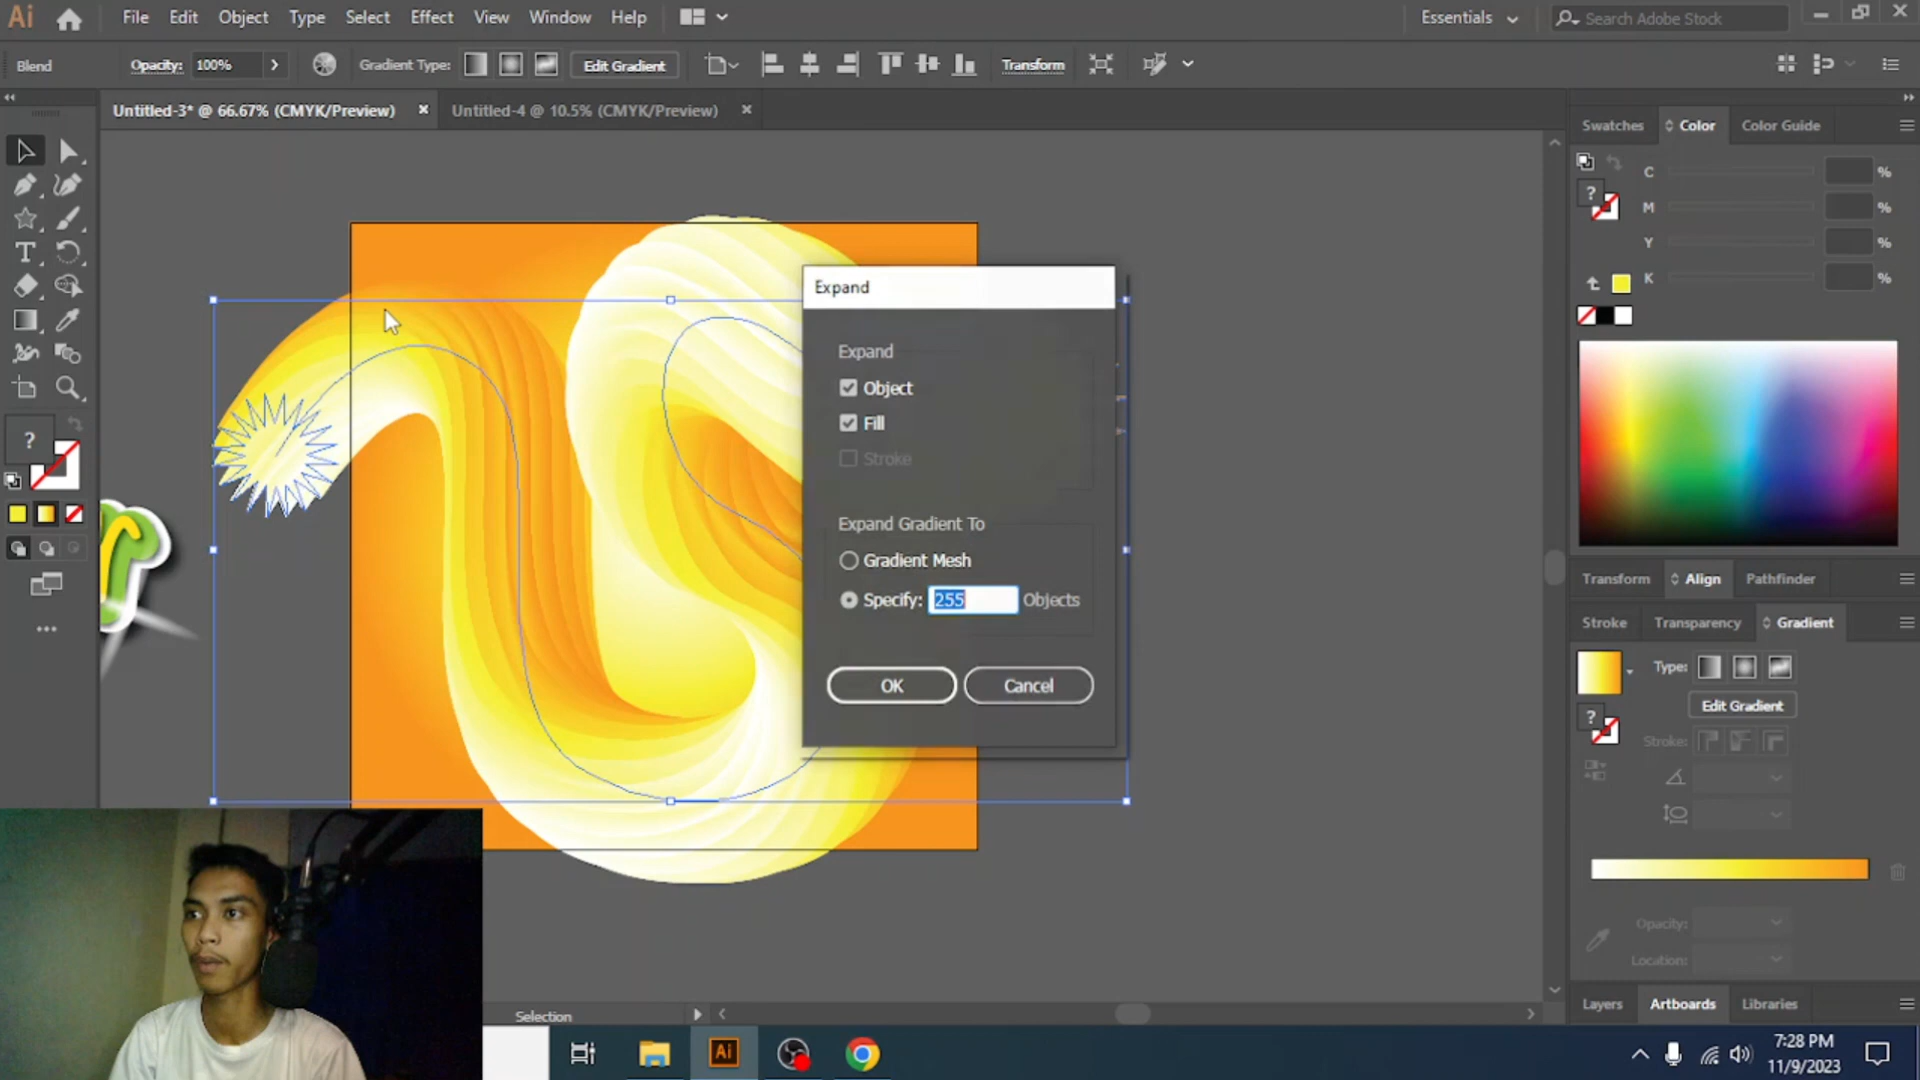 Ai File Edit Object Type Select Effect View Window Help Essentials Search Adobe Stock
Blend Opacity: 100% Gradient Type: Edit Gradient Transform
Untitled-3* @ 66.67% (CMYK/Preview) Untitled-4 @ 10.5% (CMYK/Preview)
Swatches Color Color Guide
C %
M %
Y %
K %
Expand
Expand
Object
Fill
Stroke
Expand Gradient To
Gradient Mesh
Specify: 255 Objects
OK Cancel
Transform Align Pathfinder
Stroke Transparency Gradient
Type:
Edit Gradient
Stroke:
Opacity:
Location:
Layers Artboards Libraries
Selection
Ai
7:28 PM
11/9/2023